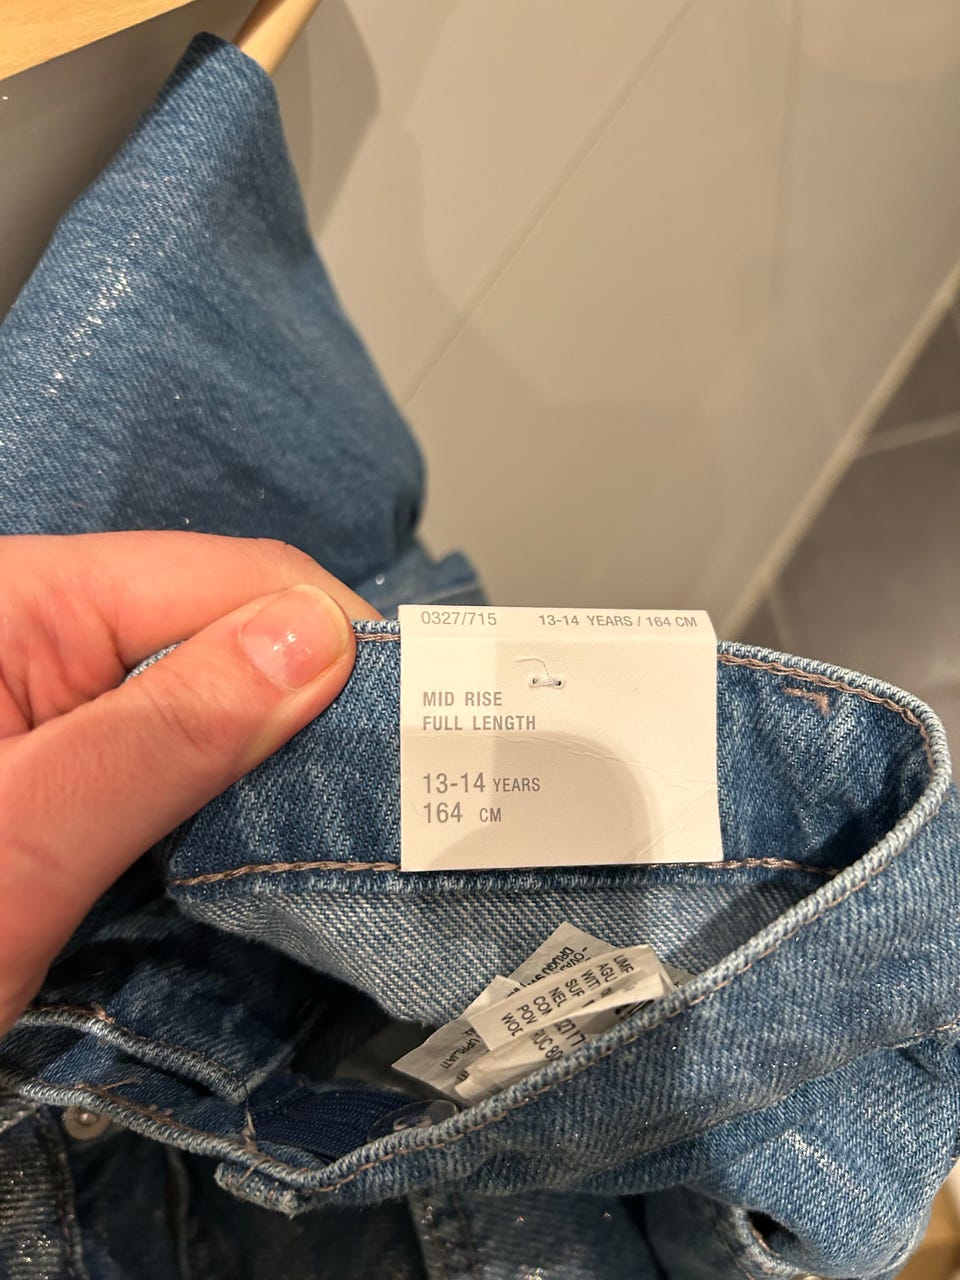 0327/715 13-14 YEARS / 164 CM
MID RISE
FULL LENGTH
13-14 YEARS
164 CM